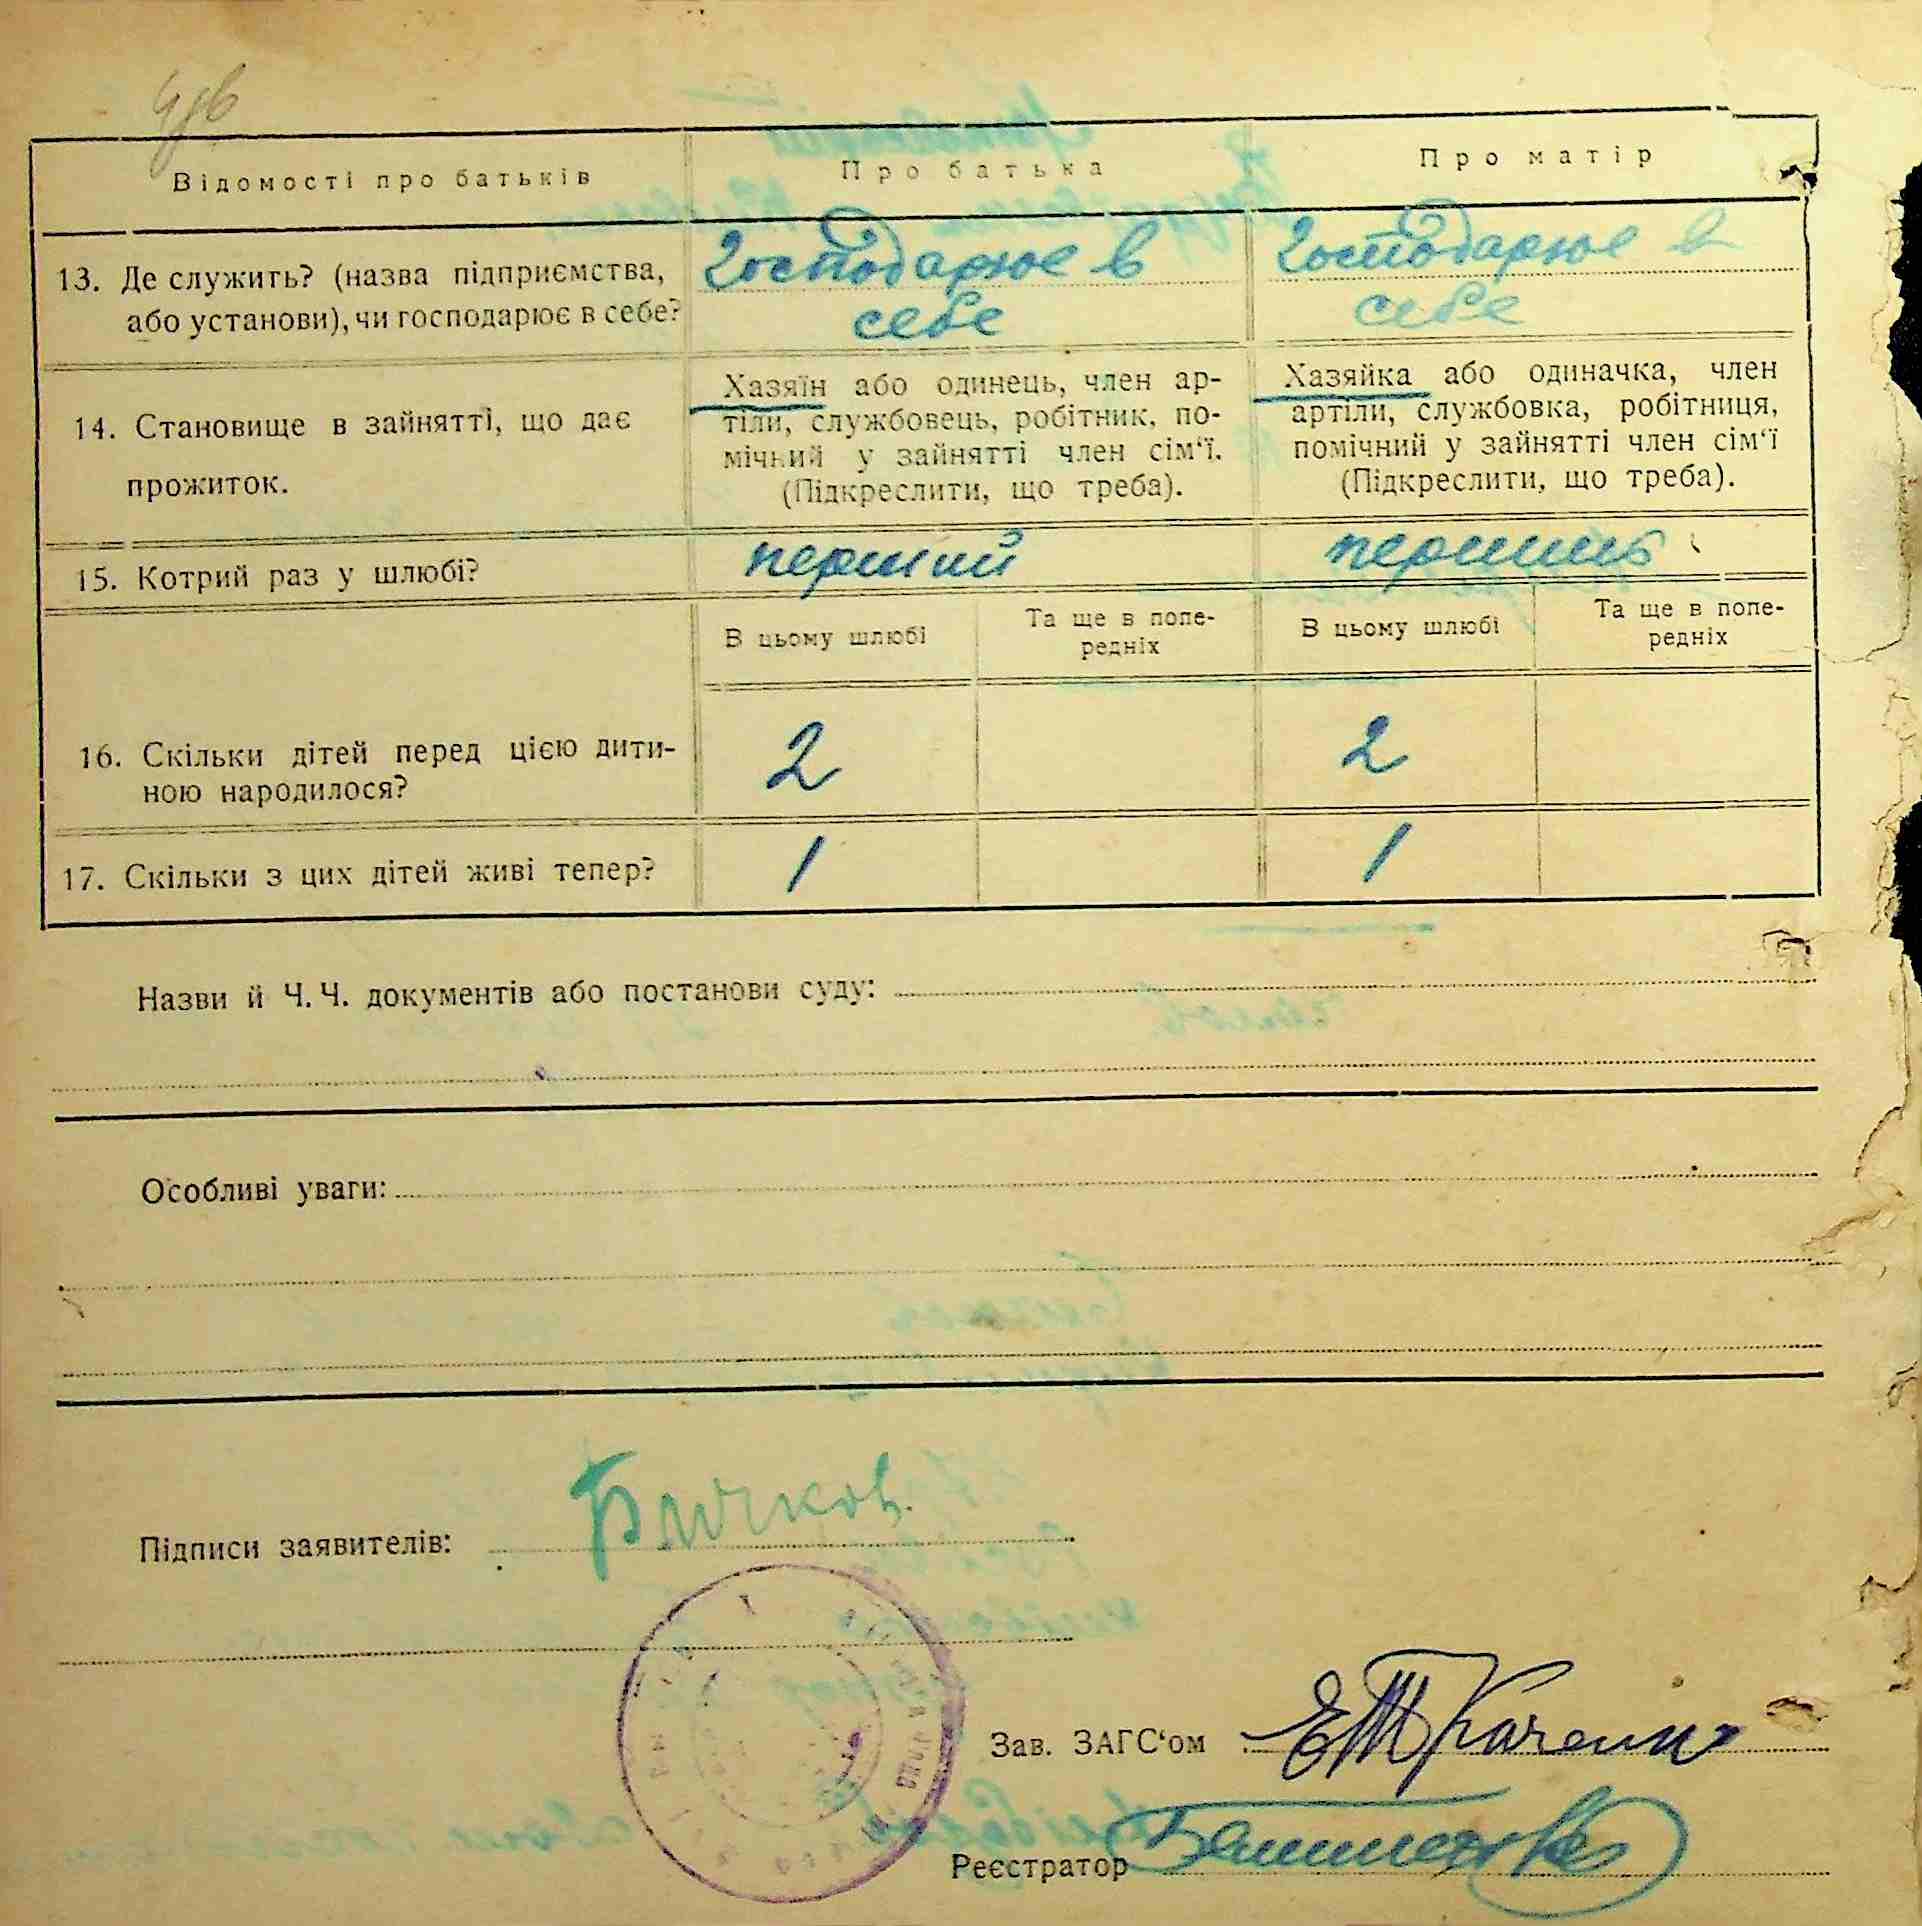 Відомості про батьків
Про батька
Про матір
13. Де служить? (назва підприємства,
або установи), чи господарює в себе?
Господарює в
себе
Господарює в
себе
14. Становище в зайнятті, що дає
прожиток.
Хазяїн або одинець, член ар-
тіли, службовець, робітник, по-
мічний у зайнятті член сім‘ї.
(Підкреслити, що треба).
Хазяйка або одиначка, член
артіли, службовка, робітниця,
помічний у зайнятті член сім‘ї
(Підкреслити, що треба).
15. Котрий раз у шлюбі?
перший
перший
В цьому шлюбі
Та ще в попе-
редніх
В цьому шлюбі
Та ще в попе-
редніх
16. Скільки дітей перед цією дити-
ною народилося?
2
2
17. Скільки з цих дітей живі тепер?
1
1
Назви й Ч. Ч. документів або постанови суду:
Особливі уваги:
Підписи заявителів: Бичков
Зав. ЗАГС‘ом
Реєстратор